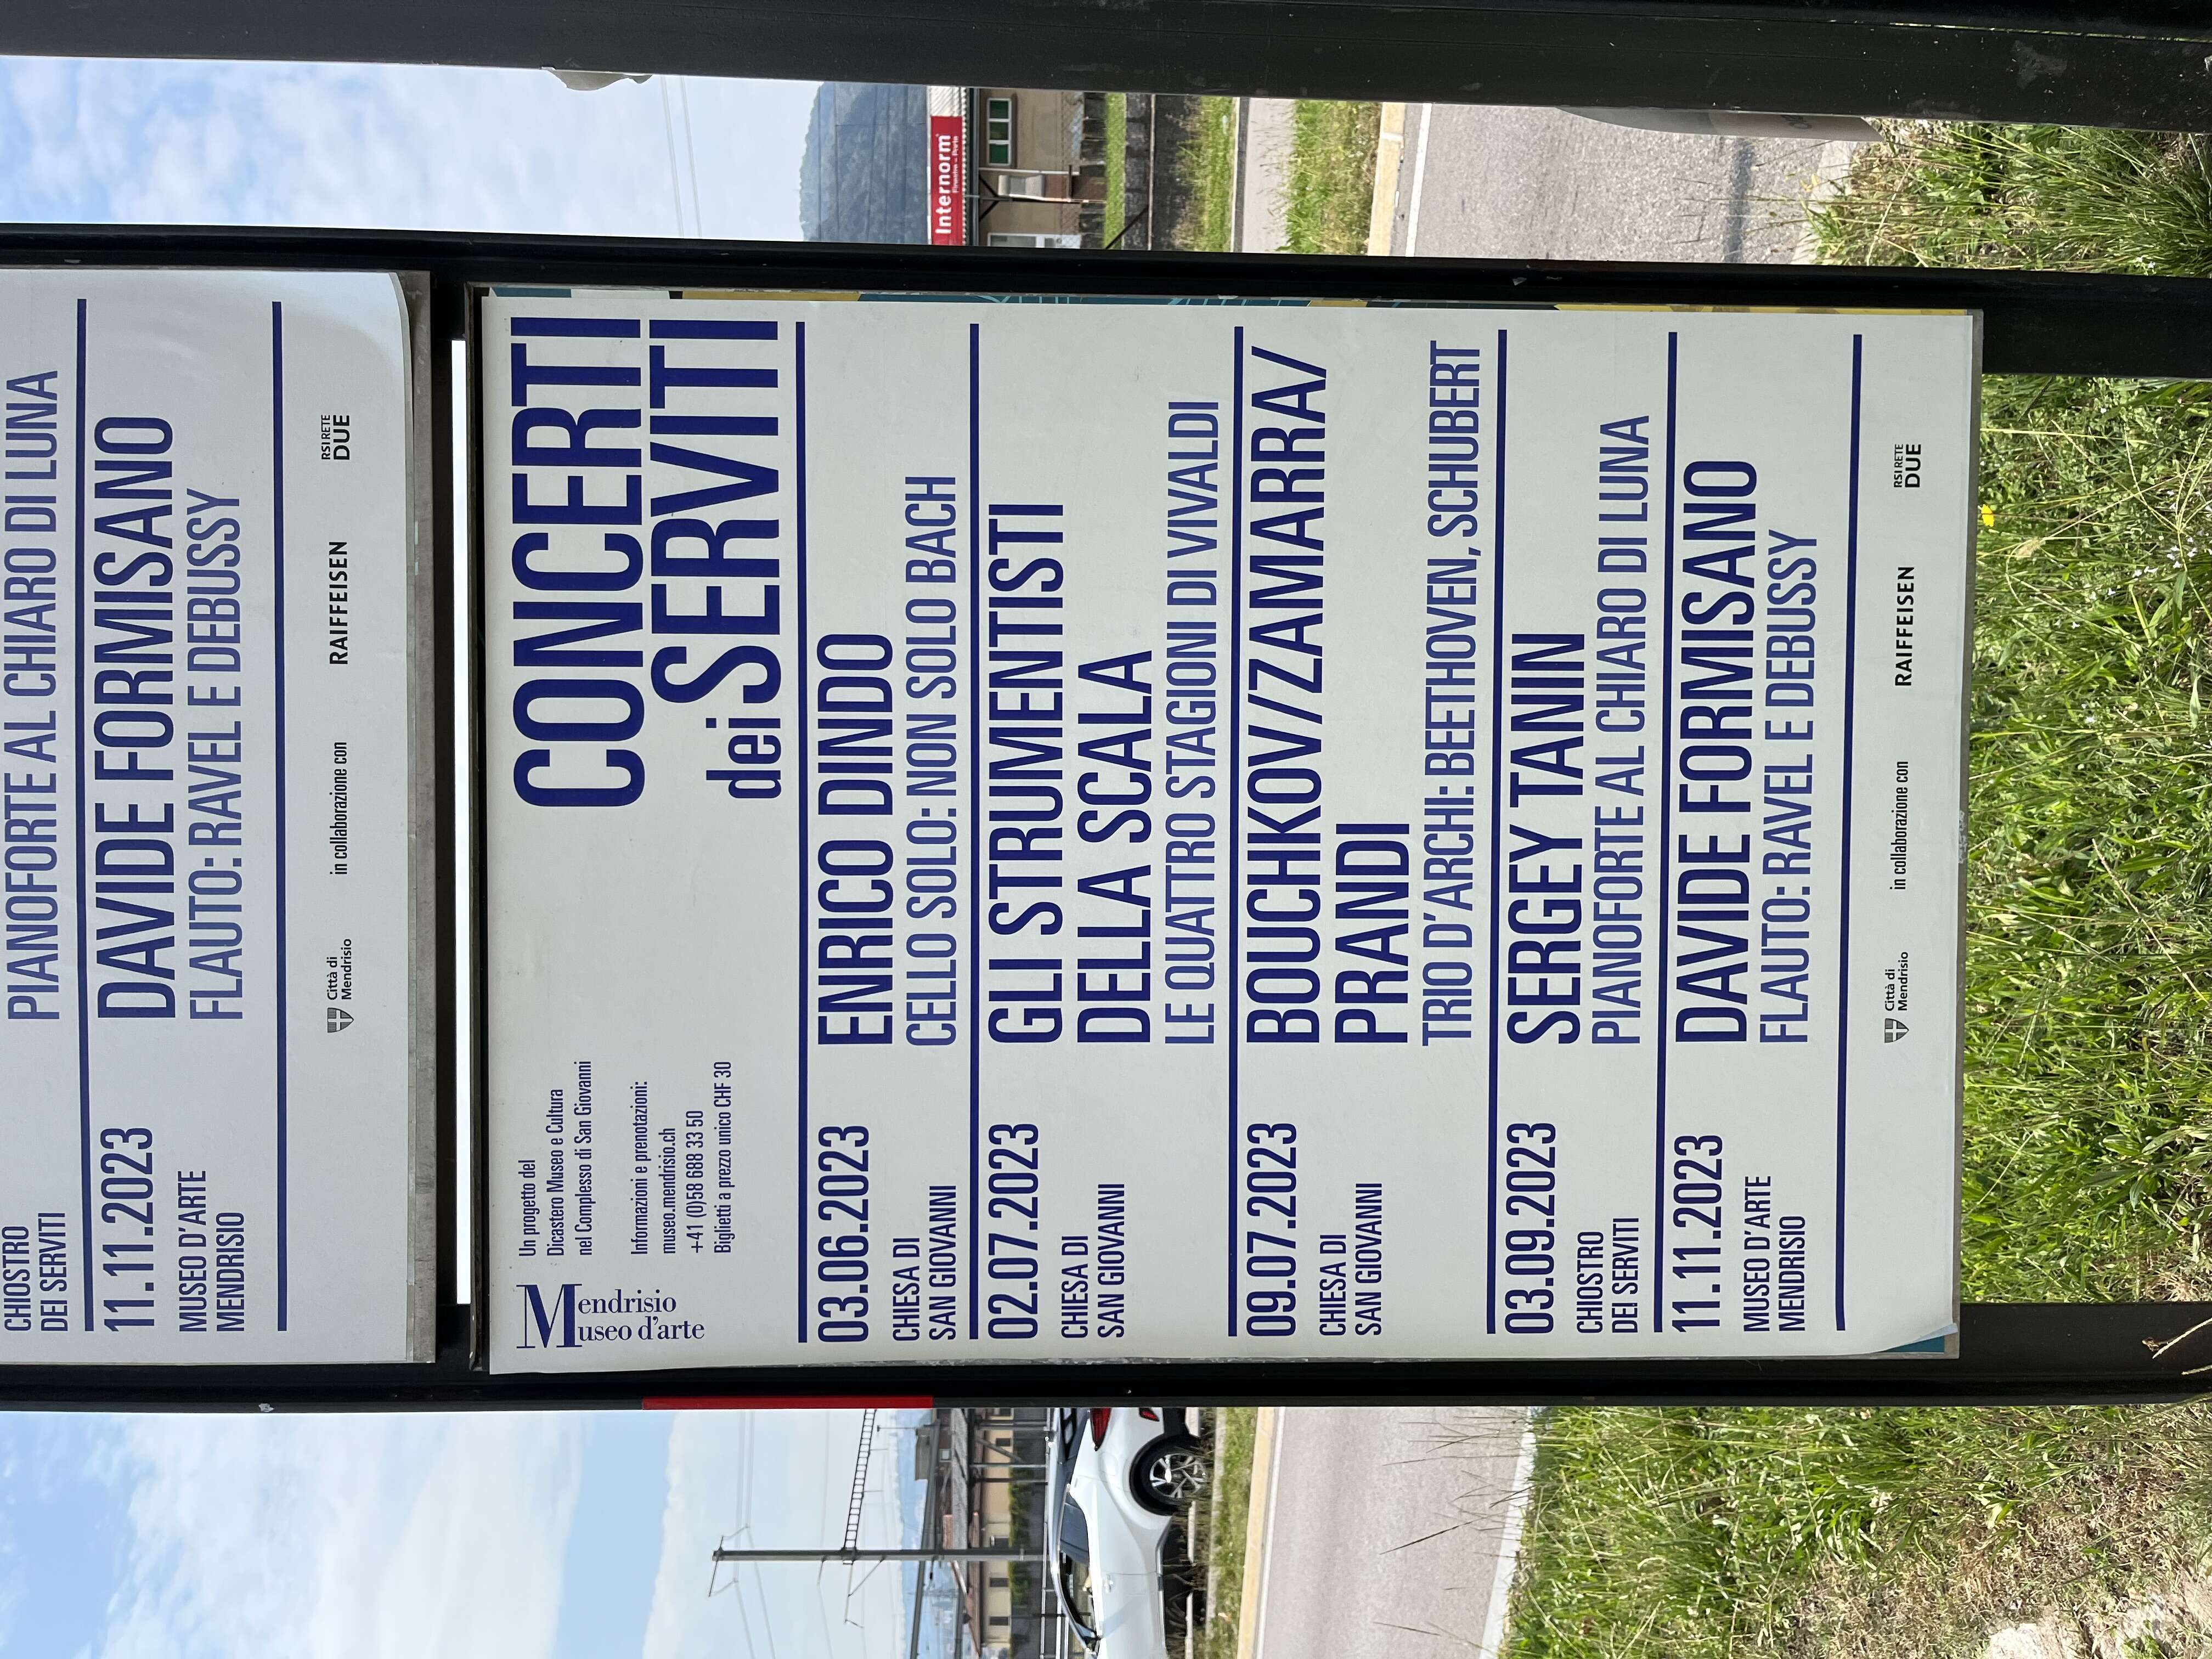 CHIOSTRO
DEI SERVITI
PIANOFORTE AL CHIARO DI LUNA
11.11.2023
MUSEO D'ARTE
MENDRISIO
DAVIDE FORMISANO
FLAUTO: RAVEL E DEBUSSY
Città di
Mendrisio
in collaborazione con
RAIFFEISEN
RSI RETE
DUE
Mendrisio
Museo d'arte
Un progetto del
Dicastero Museo e Cultura
nel Complesso di San Giovanni
Informazioni e prenotazioni:
museo.mendrisio.ch
+41 (0)58 688 33 50
Biglietti a prezzo unico CHF 30
CONCERTI
dei SERVITI
03.06.2023
CHIESA DI
SAN GIOVANNI
ENRICO DINDO
CELLO SOLO: NON SOLO BACH
02.07.2023
CHIESA DI
SAN GIOVANNI
GLI STRUMENTISTI
DELLA SCALA
LE QUATTRO STAGIONI DI VIVALDI
09.07.2023
CHIESA DI
SAN GIOVANNI
BOUCHKOV/ZAMARRA/
PRANDI
TRIO D'ARCHI: BEETHOVEN, SCHUBERT
03.09.2023
CHIOSTRO
DEI SERVITI
SERGEY TANIN
PIANOFORTE AL CHIARO DI LUNA
11.11.2023
MUSEO D'ARTE
MENDRISIO
DAVIDE FORMISANO
FLAUTO: RAVEL E DEBUSSY
Città di
Mendrisio
in collaborazione con
RAIFFEISEN
RSI RETE
DUE
Internorm
Finestre – Porte